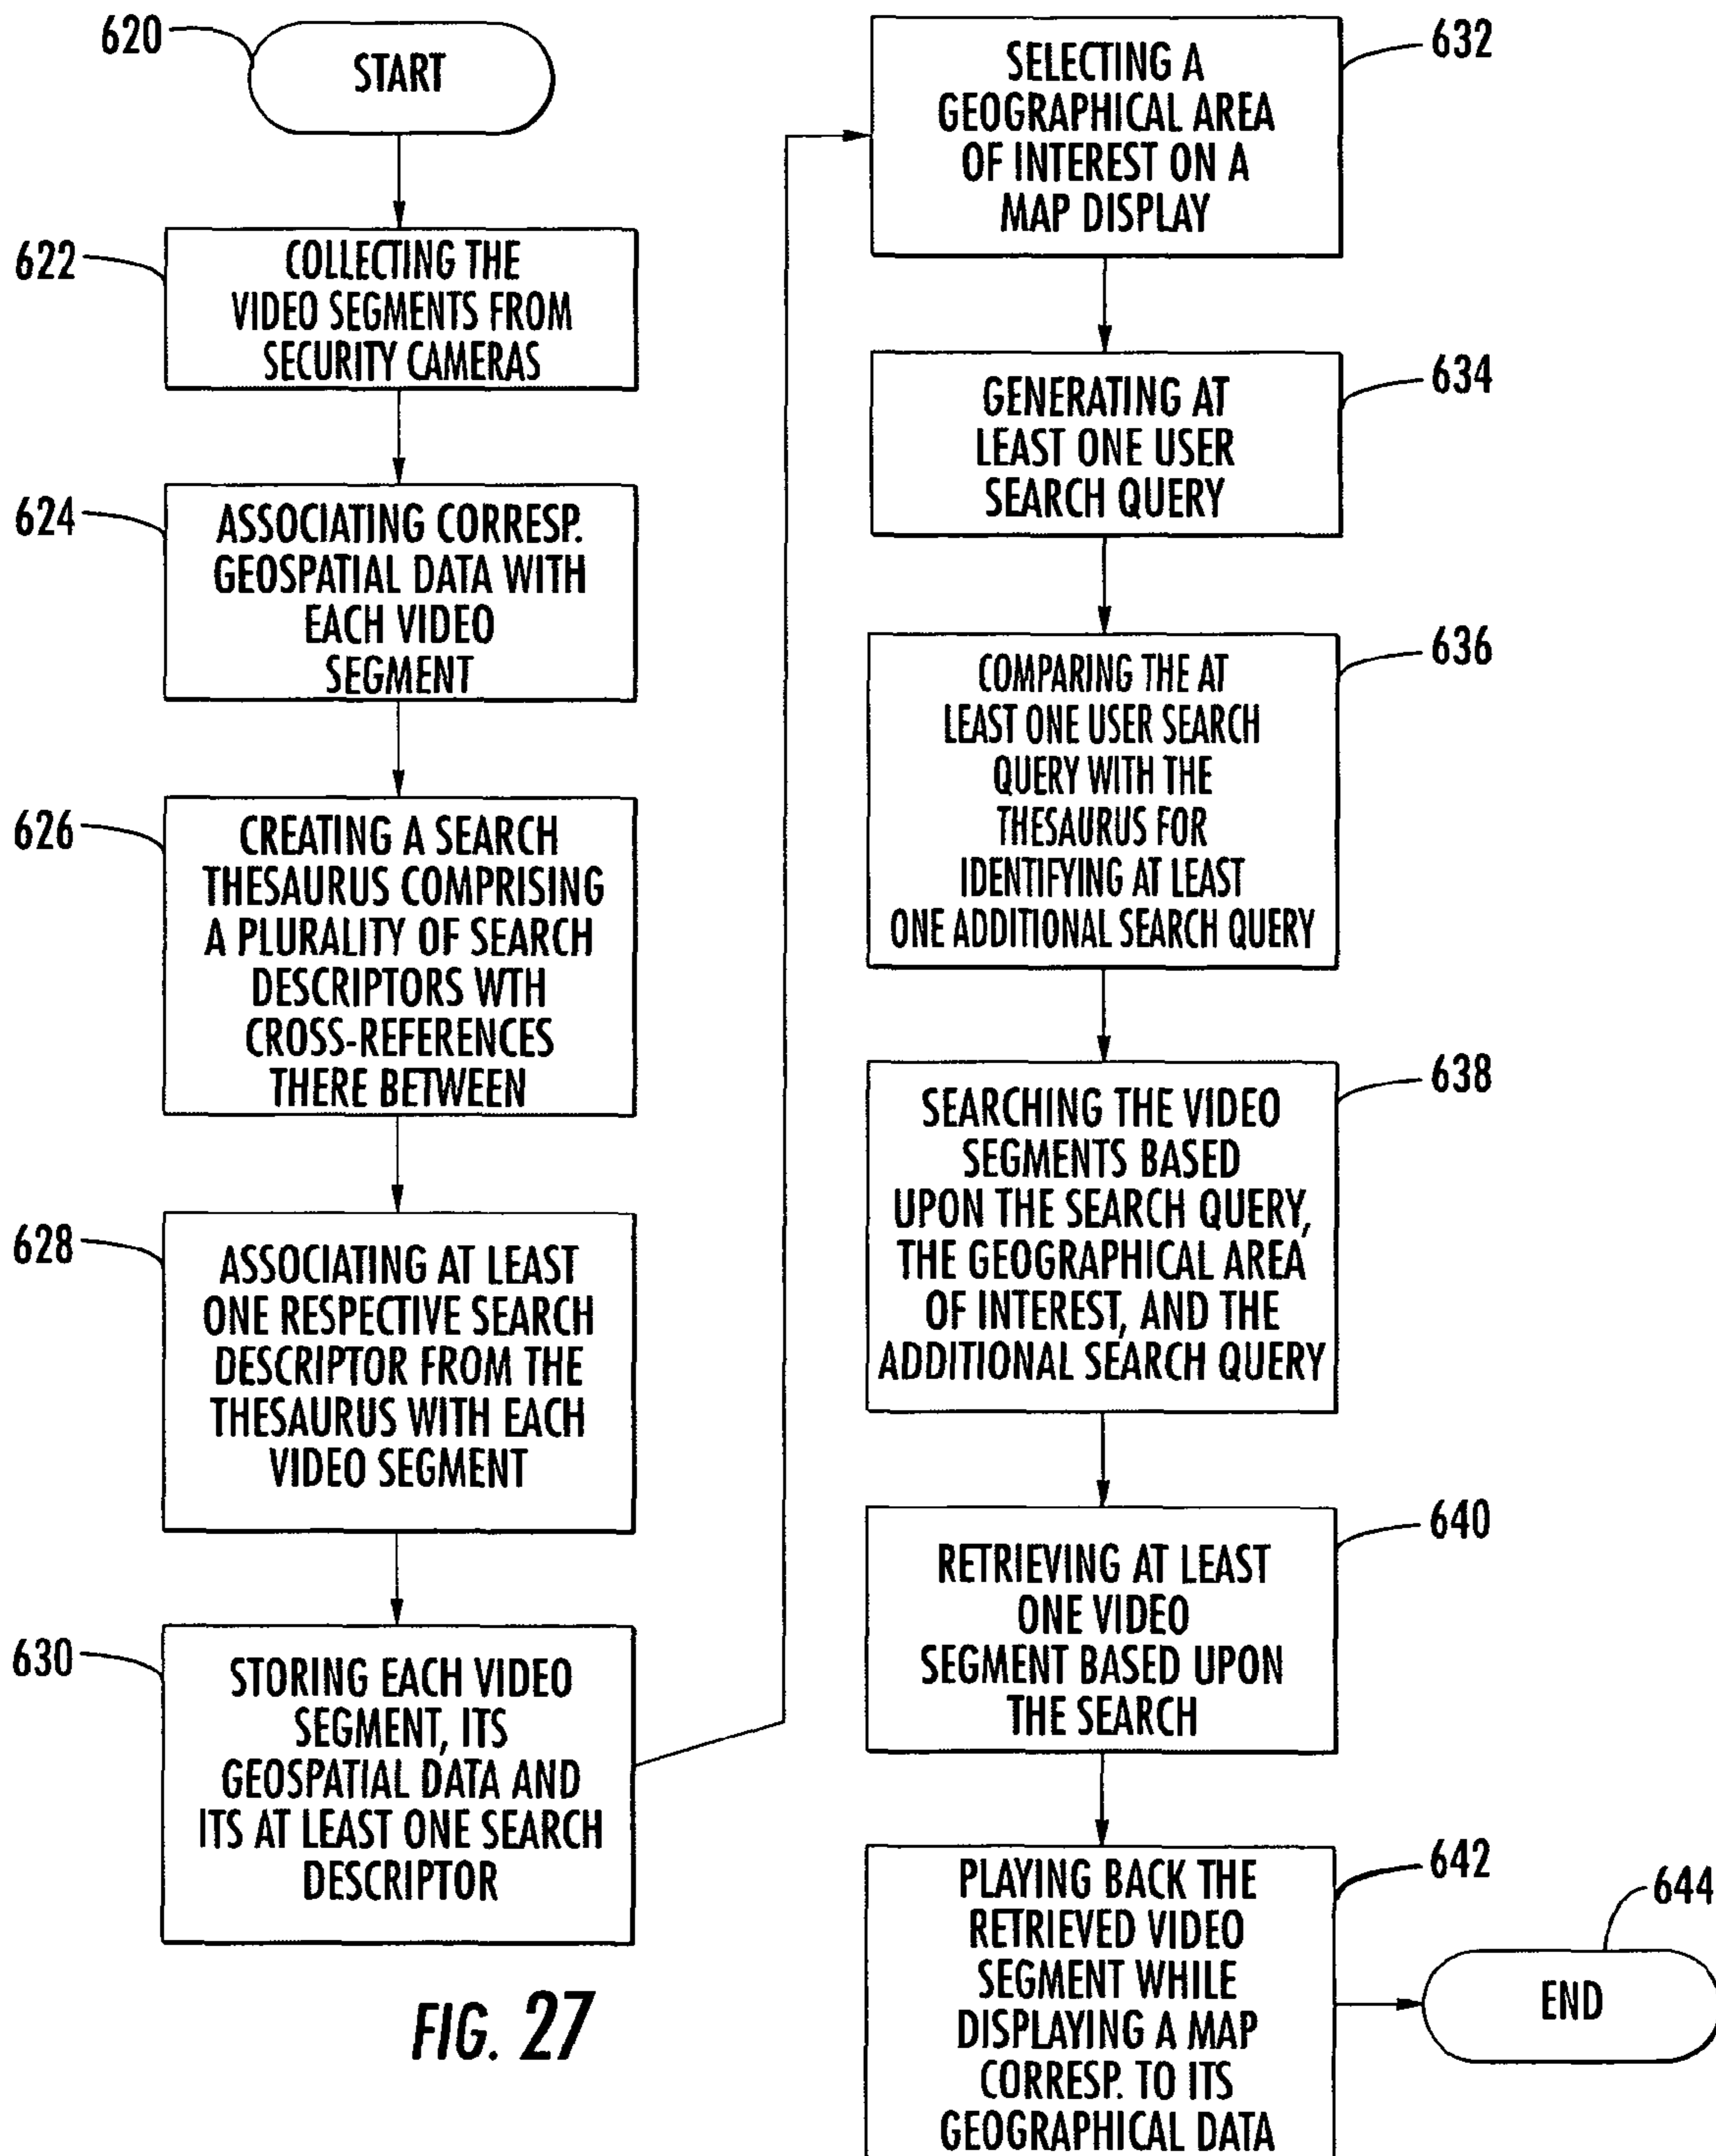 620
START
622
COLLECTING THE
VIDEO SEGMENTS FROM
SECURITY CAMERAS
624
ASSOCIATING CORRESP.
GEOSPATIAL DATA WITH
EACH VIDEO
SEGMENT
626
CREATING A SEARCH
THESAURUS COMPRISING
A PLURALITY OF SEARCH
DESCRIPTORS WTH
CROSS-REFERENCES
THERE BETWEEN
628
ASSOCIATING AT LEAST
ONE RESPECTIVE SEARCH
DESCRIPTOR FROM THE
THESAURUS WITH EACH
VIDEO SEGMENT
630
STORING EACH VIDEO
SEGMENT, ITS
GEOSPATIAL DATA AND
ITS AT LEAST ONE SEARCH
DESCRIPTOR
632
SELECTING A
GEOGRAPHICAL AREA
OF INTEREST ON A
MAP DISPLAY
634
GENERATING AT
LEAST ONE USER
SEARCH QUERY
636
COMPARING THE AT
LEAST ONE USER SEARCH
QUERY WITH THE
THESAURUS FOR
IDENTIFYING AT LEAST
ONE ADDITIONAL SEARCH QUERY
638
SEARCHING THE VIDEO
SEGMENTS BASED
UPON THE SEARCH QUERY,
THE GEOGRAPHICAL AREA
OF INTEREST, AND THE
ADDITIONAL SEARCH QUERY
640
RETRIEVING AT LEAST
ONE VIDEO
SEGMENT BASED UPON
THE SEARCH
642
PLAYING BACK THE
RETRIEVED VIDEO
SEGMENT WHILE
DISPLAYING A MAP
CORRESP. TO ITS
GEOGRAPHICAL DATA
644
END
FIG. 27